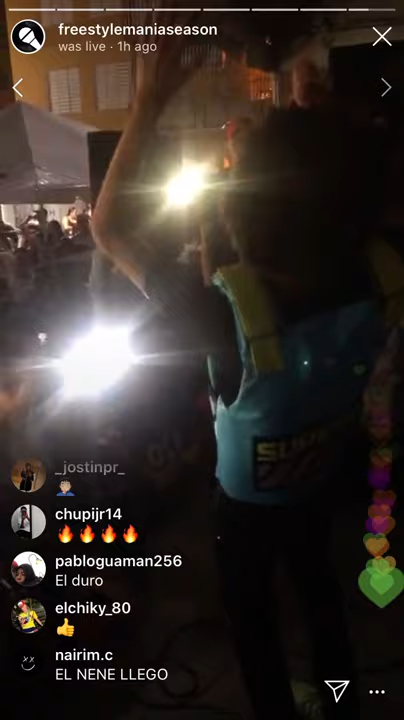 freestylemaniaseason
was live · 1h ago
_jostinpr_
🤦🏽‍♂️
chupijr14
🔥🔥🔥🔥
pabloguaman256
El duro
elchiky_80
👍
nairim.c
EL NENE LLEGO